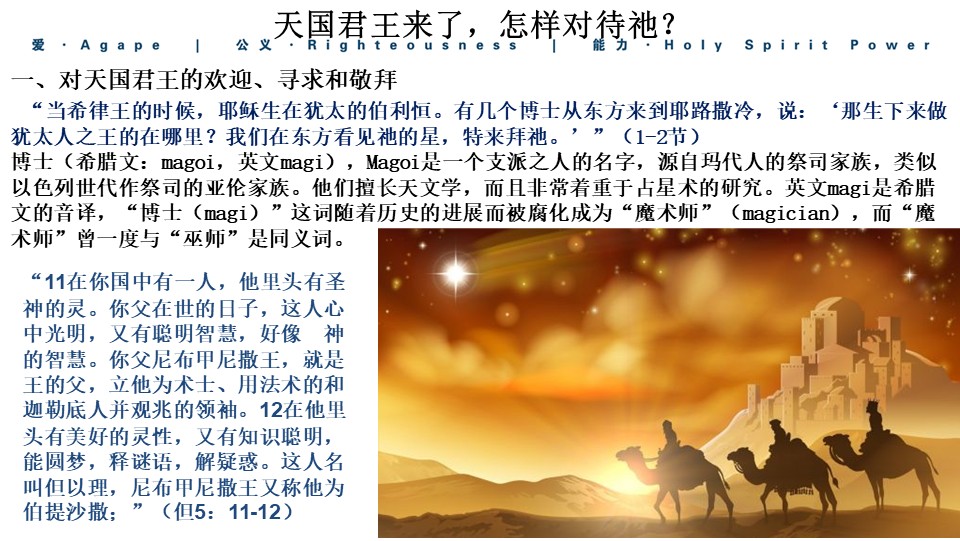 天国君王来了，怎样对待祂？
爱 · Agape | 公义 · Righteousness | 能力 · Holy Spirit Power
一、对天国君王的欢迎、寻求和敬拜
“当希律王的时候，耶稣生在犹太的伯利恒。有几个博士从东方来到耶路撒冷，说：‘那生下来做
犹太人之王的在哪里？我们在东方看见祂的星，特来拜祂。’”（1-2节）
博士（希腊文：magoi，英文magi），Magoi是一个支派之人的名字，源自玛代人的祭司家族，类似
以色列世代作祭司的亚伦家族。他们擅长天文学，而且非常着重于占星术的研究。英文magi是希腊
文的音译，“博士（magi）”这词随着历史的进展而被腐化成为“魔术师”（magician），而“魔
术师”曾一度与“巫师”是同义词。
“11在你国中有一人，他里头有圣
神的灵。你父在世的日子，这人心
中光明，又有聪明智慧，好像　神
的智慧。你父尼布甲尼撒王，就是
王的父，立他为术士、用法术的和
迦勒底人并观兆的领袖。12在他里
头有美好的灵性，又有知识聪明，
能圆梦，释谜语，解疑惑。这人名
叫但以理，尼布甲尼撒王又称他为
伯提沙撒；”（但5：11-12）